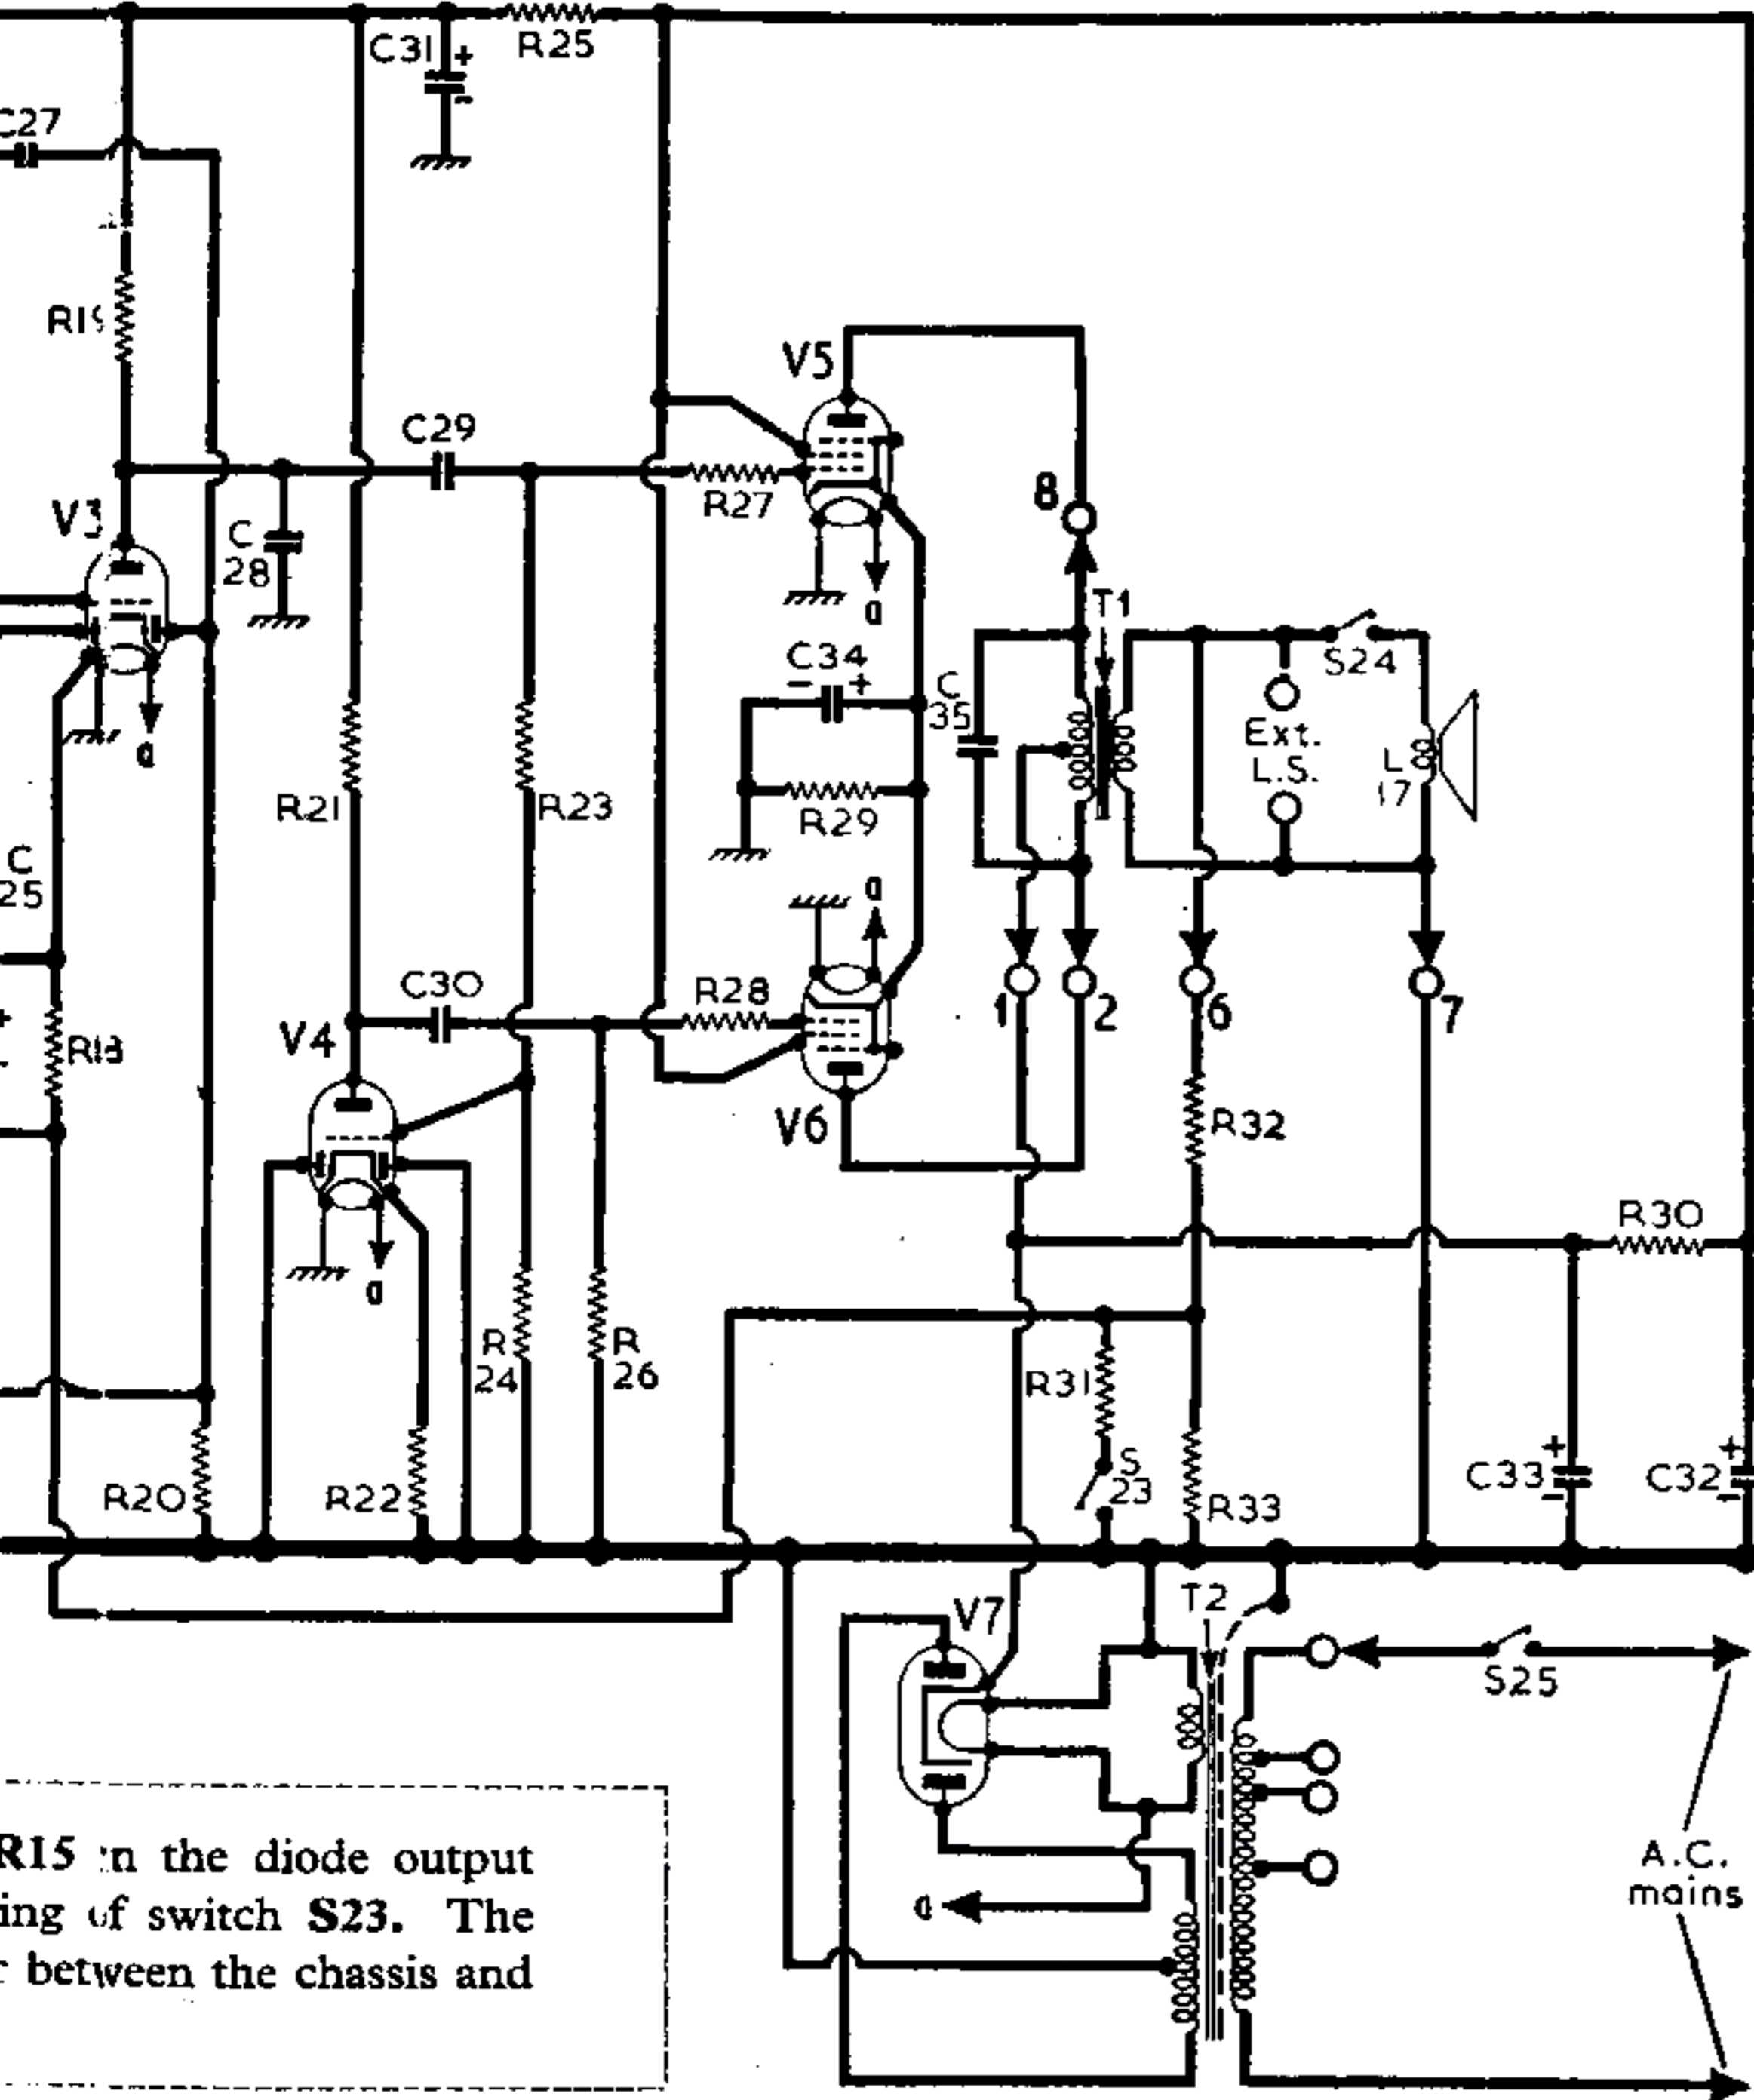 C31
+
-
R25
C27
R19
V5
C29
R27
8
V3
C
28
a
a
T1
C34
- +
C
35
S24
Ext.
L.S.
L
17
R21
R23
R29
C
25
a
C30
R28
1
2
6
7
+
-
R18
V4
V6
R32
R30
a
R
24
R
26
R31
+
+
R20
R22
S
23
R33
C33
-
C32
-
V7
T2
S25
A.C.
mains
a
R15 in the diode output
ing of switch S23. The
between the chassis and